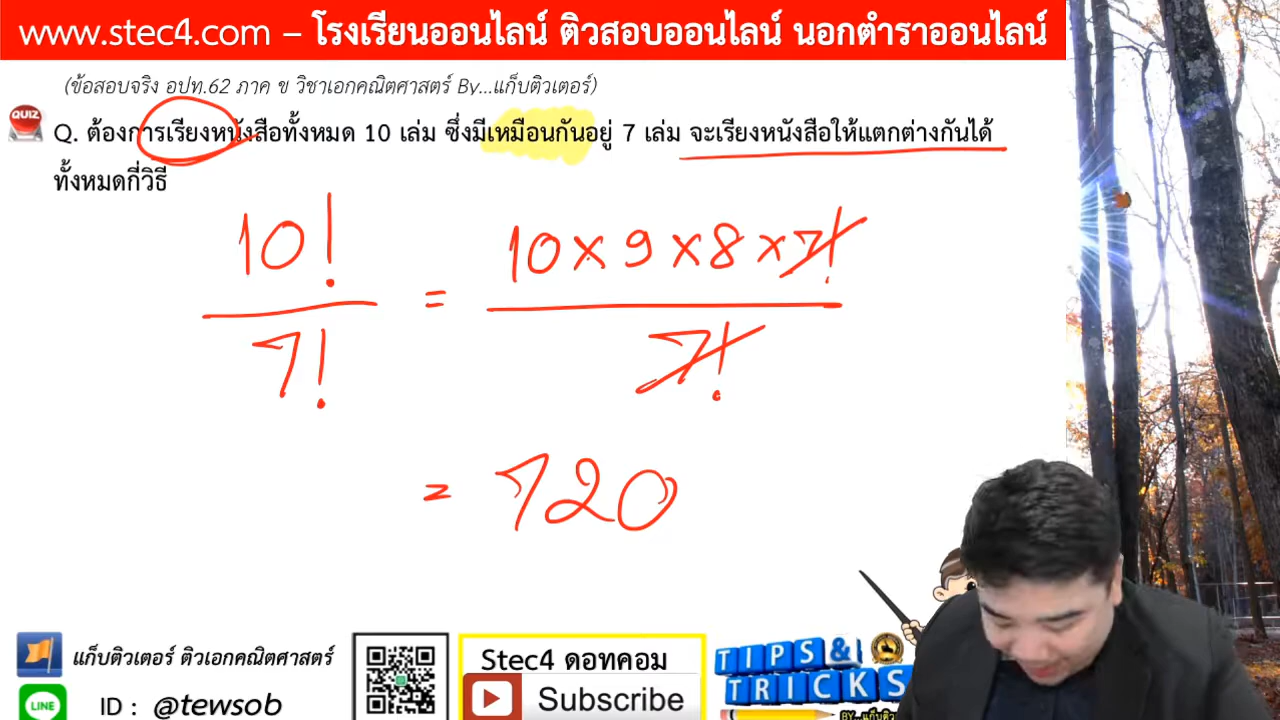 www.stec4.com – โรงเรียนออนไลน์ ติวสอบออนไลน์ นอกตำราออนไลน์
(ข้อสอบจริง อปท.62 ภาค ข วิชาเอกคณิตศาสตร์ By...แก็บติวเตอร์)
QUIZ
Q. ต้องการเรียงหนังสือทั้งหมด 10 เล่ม ซึ่งมีเหมือนกันอยู่ 7 เล่ม จะเรียงหนังสือให้แตกต่างกันได้
ทั้งหมดกี่วิธี
10! / 7! = 10 × 9 × 8 × 7! / 7!
= 720
แก็บติวเตอร์ ติวเอกคณิตศาสตร์
LINE ID : @tewsob
Stec4 ดอทคอม
Subscribe
TIPS &
TRICKS